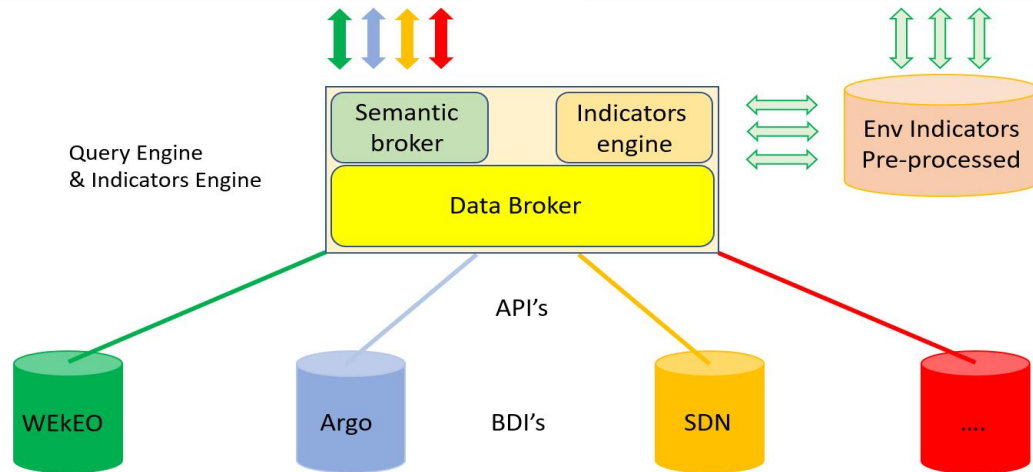 Semantic
broker
Indicators
engine
Env Indicators
Pre-processed
Query Engine
& Indicators Engine
Data Broker
API's
WEkEO
Argo
BDI's
SDN
....